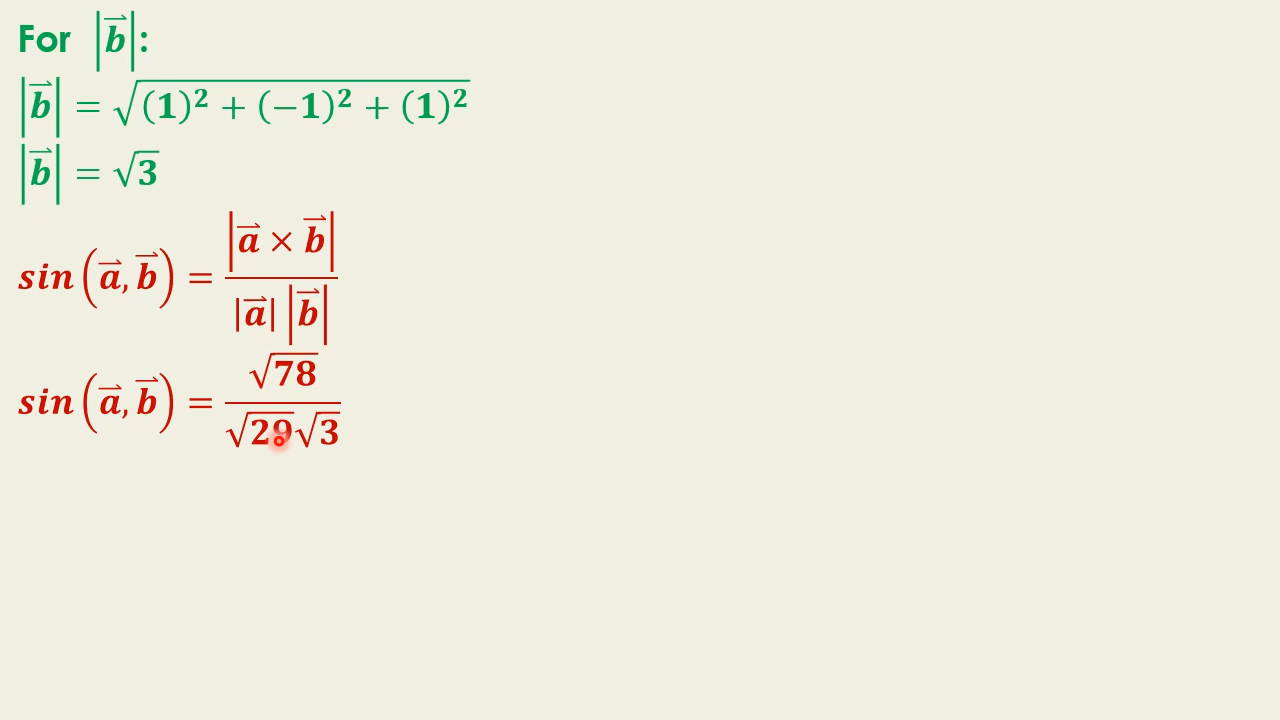 For |b⃗|:
|b⃗| = √((1)² + (−1)² + (1)²)
|b⃗| = √3
sin(a⃗, b⃗) = |a⃗ × b⃗| / |a⃗| |b⃗|
sin(a⃗, b⃗) = √78 / √29√3